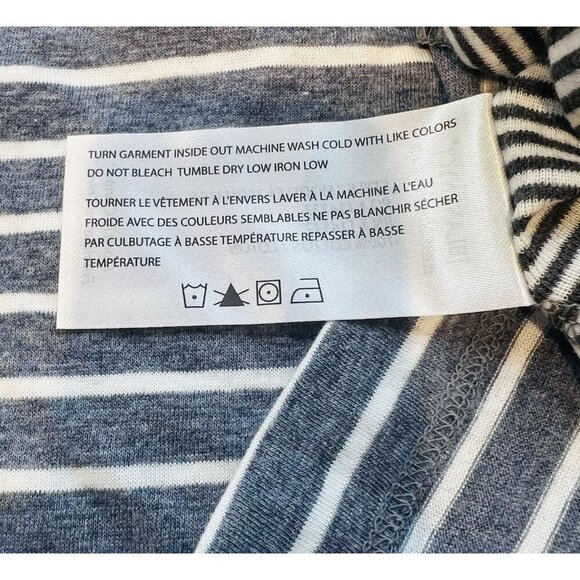 TURN GARMENT INSIDE OUT MACHINE WASH COLD WITH LIKE COLORS
DO NOT BLEACH TUMBLE DRY LOW IRON LOW
TOURNER LE VÊTEMENT À L'ENVERS LAVER À LA MACHINE À L'EAU
FROIDE AVEC DES COULEURS SEMBLABLES NE PAS BLANCHIR SÉCHER
PAR CULBUTAGE À BASSE TEMPÉRATURE REPASSER À BASSE
TEMPÉRATURE